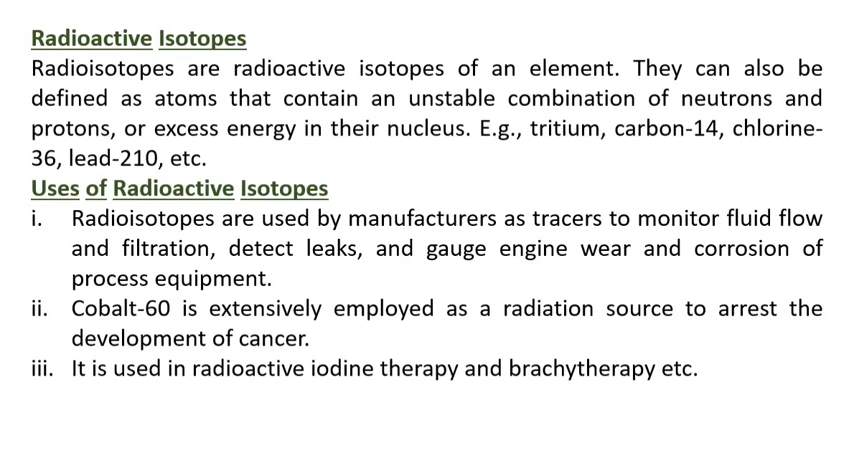 Radioactive Isotopes
Radioisotopes are radioactive isotopes of an element. They can also be
defined as atoms that contain an unstable combination of neutrons and
protons, or excess energy in their nucleus. E.g., tritium, carbon-14, chlorine-
36, lead-210, etc.
Uses of Radioactive Isotopes
i. Radioisotopes are used by manufacturers as tracers to monitor fluid flow
and filtration, detect leaks, and gauge engine wear and corrosion of
process equipment.
ii. Cobalt-60 is extensively employed as a radiation source to arrest the
development of cancer.
iii. It is used in radioactive iodine therapy and brachytherapy etc.